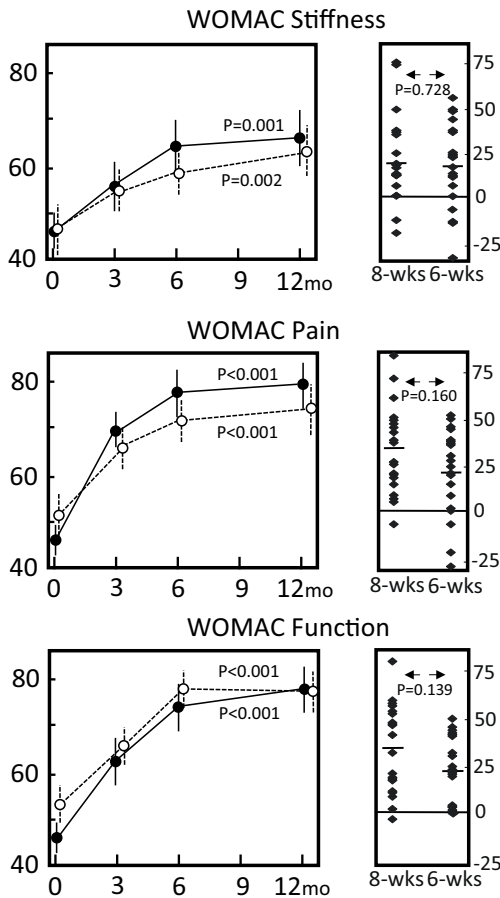 WOMAC Stiffness
80
60
40
P=0.001
P=0.002
0 3 6 9 12mo
75
50
25
0
-25
P=0.728
8-wks 6-wks
WOMAC Pain
80
60
40
P<0.001
P<0.001
0 3 6 9 12mo
75
50
25
0
-25
P=0.160
8-wks 6-wks
WOMAC Function
80
60
40
P<0.001
P<0.001
0 3 6 9 12mo
75
50
25
0
-25
P=0.139
8-wks 6-wks